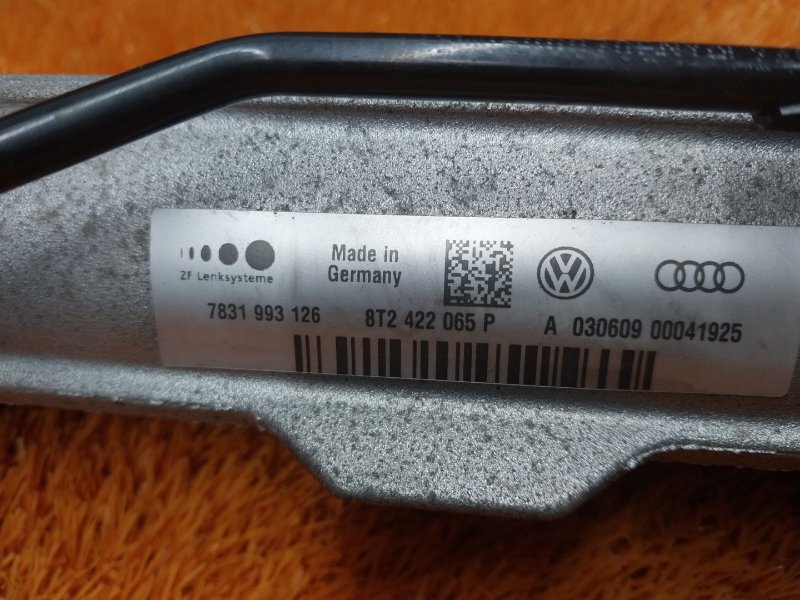 ZF Lenksysteme
Made in
Germany
7831 993 126 8T2 422 065 P A 030609 00041925